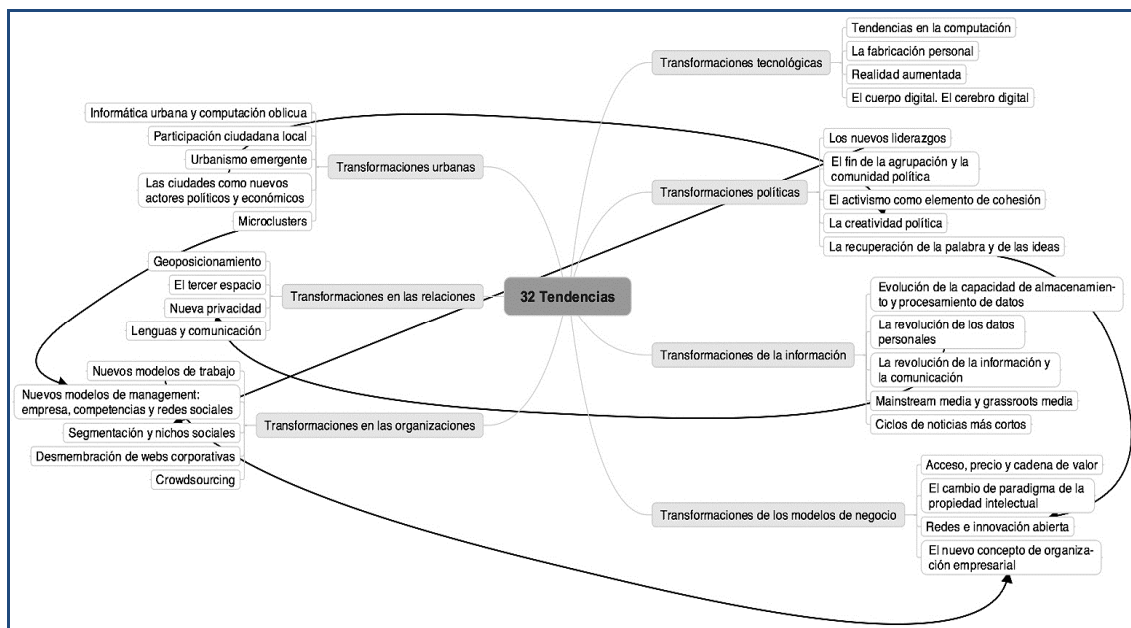 32 Tendencias
Transformaciones tecnológicas
Tendencias en la computación
La fabricación personal
Realidad aumentada
El cuerpo digital. El cerebro digital
Transformaciones políticas
Los nuevos liderazgos
El fin de la agrupación y la
comunidad política
El activismo como elemento de cohesión
La creatividad política
La recuperación de la palabra y de las ideas
Transformaciones de la información
Evolución de la capacidad de almacenamien-
to y procesamiento de datos
La revolución de los datos
personales
La revolución de la información y
la comunicación
Mainstream media y grassroots media
Ciclos de noticias más cortos
Transformaciones de los modelos de negocio
Acceso, precio y cadena de valor
El cambio de paradigma de la
propiedad intelectual
Redes e innovación abierta
El nuevo concepto de organiza-
ción empresarial
Transformaciones urbanas
Informática urbana y computación oblicua
Participación ciudadana local
Urbanismo emergente
Las ciudades como nuevos
actores políticos y económicos
Microclusters
Transformaciones en las relaciones
Geoposicionamiento
El tercer espacio
Nueva privacidad
Lenguas y comunicación
Transformaciones en las organizaciones
Nuevos modelos de trabajo
Nuevos modelos de management:
empresa, competencias y redes sociales
Segmentación y nichos sociales
Desmembración de webs corporativas
Crowdsourcing